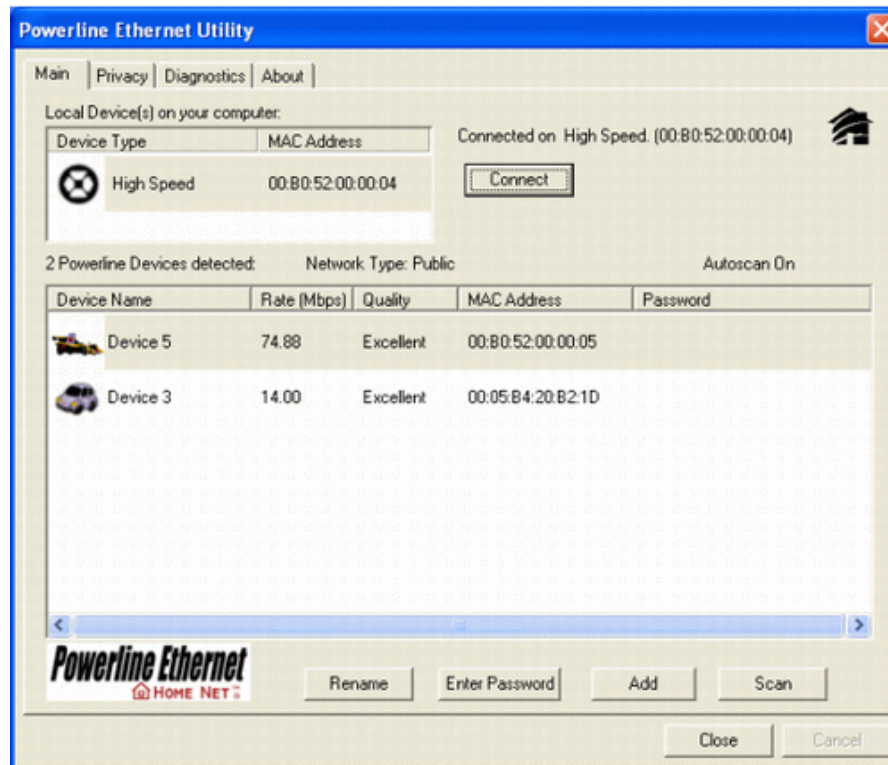 Powerline Ethernet Utility
Main Privacy Diagnostics About
Local Device(s) on your computer:
Device Type MAC Address
High Speed 00:B0:52:00:00:04
Connected on High Speed. (00:B0:52:00:00:04)
Connect
2 Powerline Devices detected: Network Type: Public Autoscan On
Device Name Rate (Mbps) Quality MAC Address Password
Device 5 74.88 Excellent 00:B0:52:00:00:05
Device 3 14.00 Excellent 00:05:B4:20:B2:1D
Powerline Ethernet
HOME NET
Rename Enter Password Add Scan
Close Cancel